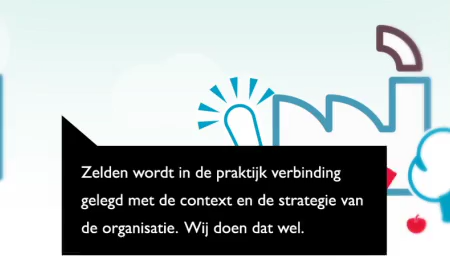 Zelden wordt in de praktijk verbinding
gelegd met de context en de strategie van
de organisatie. Wij doen dat wel.